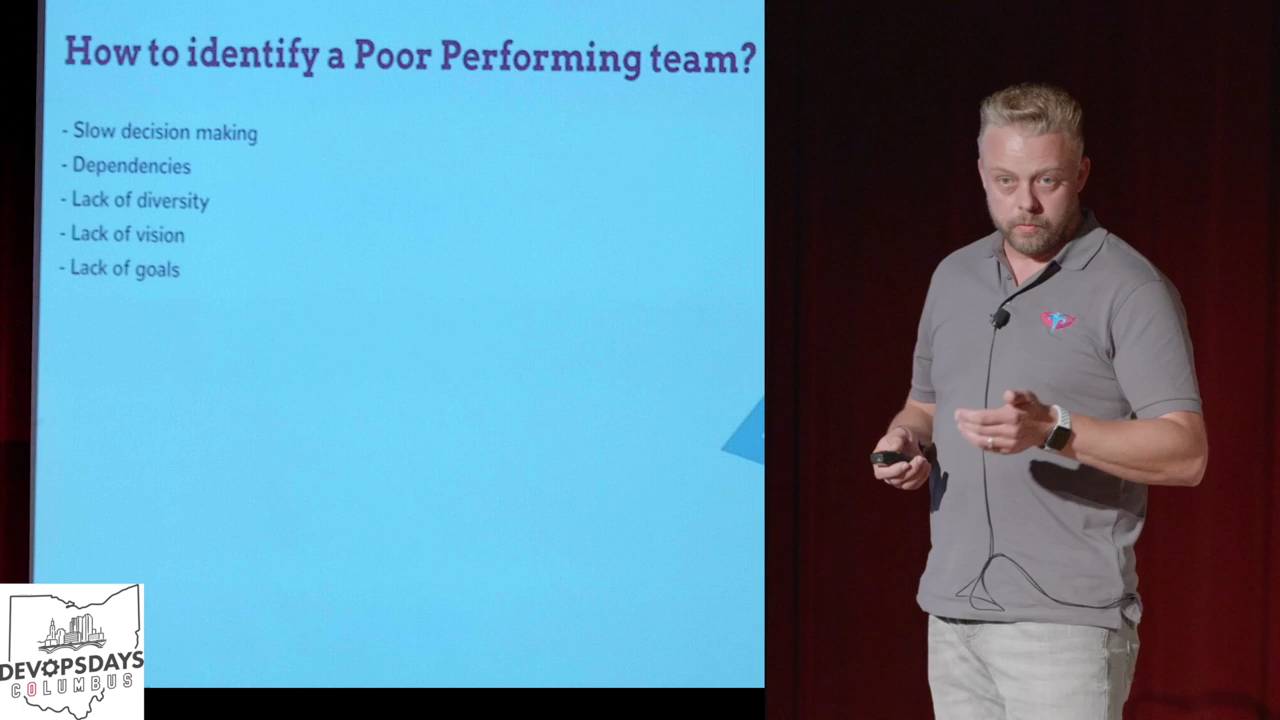 How to identify a Poor Performing team?
- Slow decision making
- Dependencies
- Lack of diversity
- Lack of vision
- Lack of goals
DEVOPSDAYS
COLUMBUS